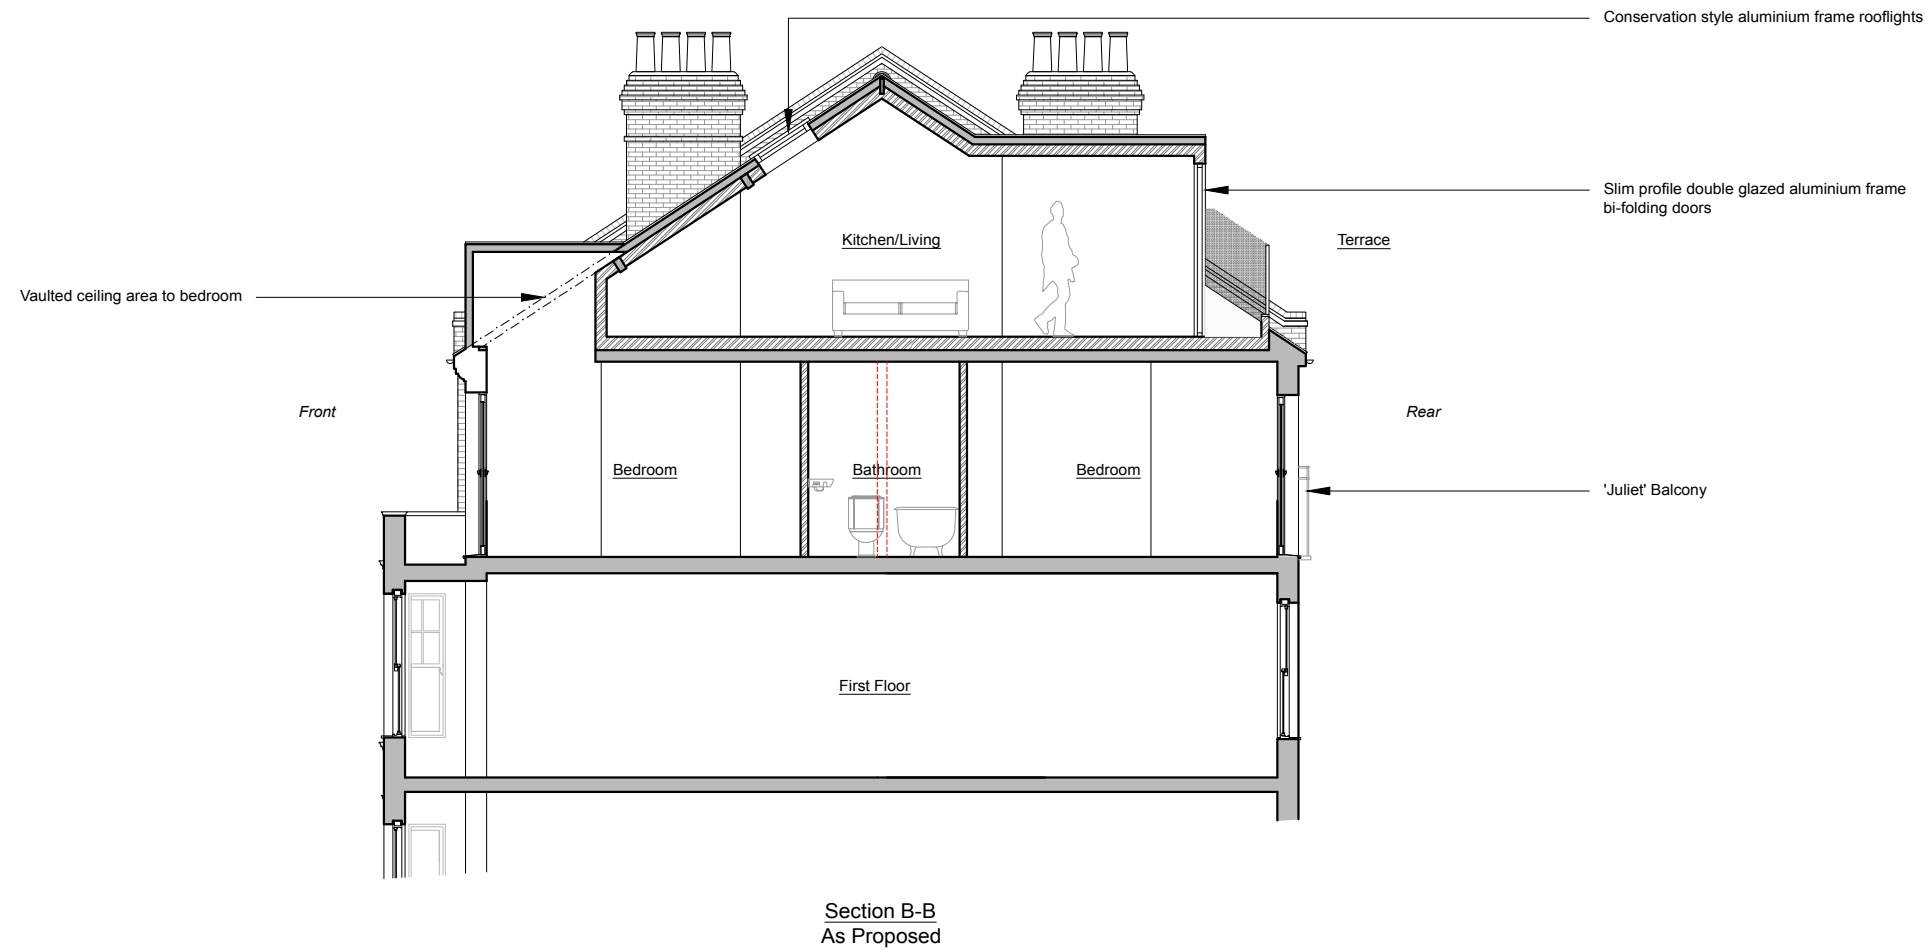 Conservation style aluminium frame rooflights
Slim profile double glazed aluminium frame
bi-folding doors
Kitchen/Living
Terrace
Vaulted ceiling area to bedroom
Front
Rear
Bedroom
Bathroom
Bedroom
'Juliet' Balcony
First Floor
Section B-B
As Proposed